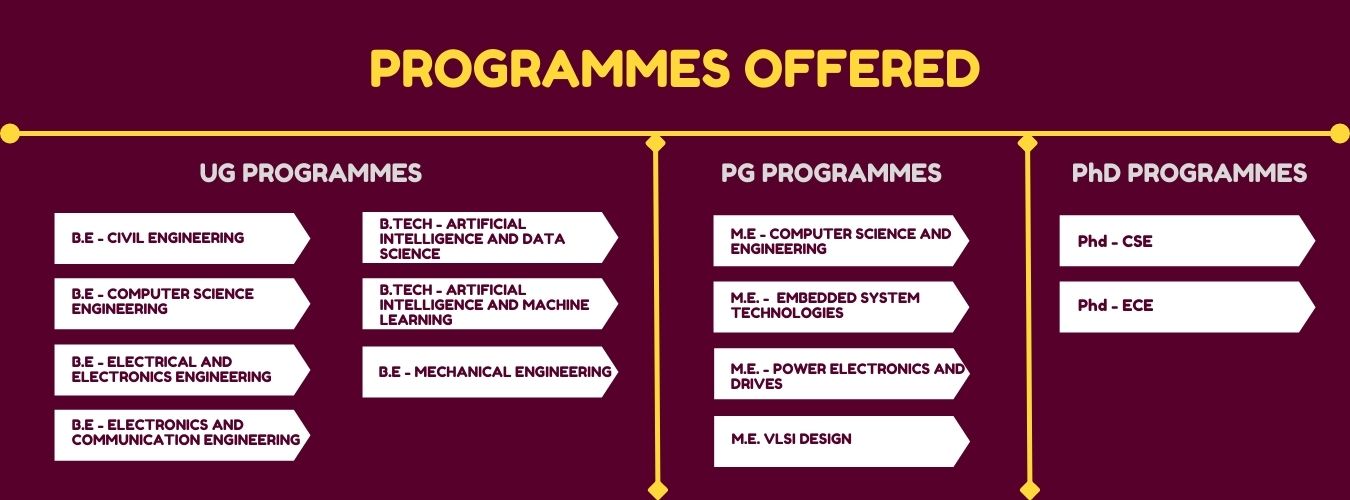 PROGRAMMES OFFERED
UG PROGRAMMES
B.E - CIVIL ENGINEERING
B.E - COMPUTER SCIENCE
ENGINEERING
B.E - ELECTRICAL AND
ELECTRONICS ENGINEERING
B.E - ELECTRONICS AND
COMMUNICATION ENGINEERING
B.TECH - ARTIFICIAL
INTELLIGENCE AND DATA
SCIENCE
B.TECH - ARTIFICIAL
INTELLIGENCE AND MACHINE
LEARNING
B.E - MECHANICAL ENGINEERING
PG PROGRAMMES
M.E - COMPUTER SCIENCE AND
ENGINEERING
M.E. - EMBEDDED SYSTEM
TECHNOLOGIES
M.E. - POWER ELECTRONICS AND
DRIVES
M.E. VLSI DESIGN
PhD PROGRAMMES
Phd - CSE
Phd - ECE